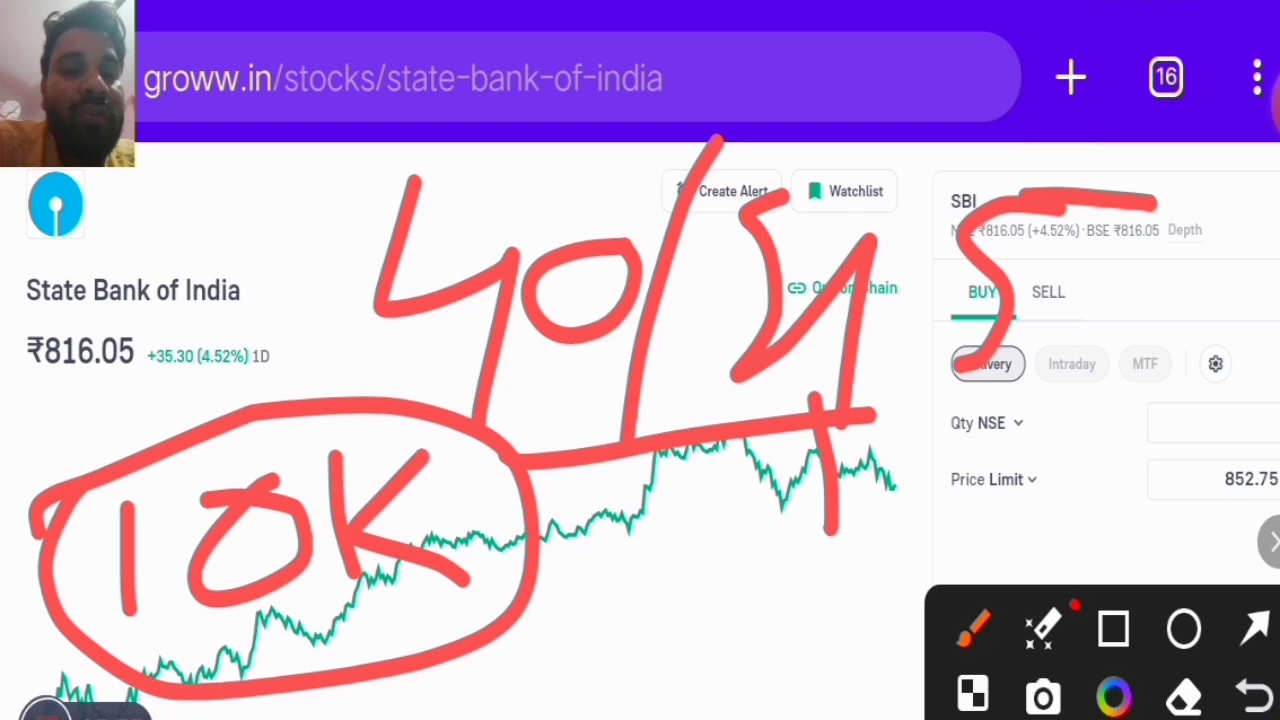 groww.in/stocks/state-bank-of-india
16
Create Alert
Watchlist
State Bank of India
₹816.05 +35.30 (4.52%) 1D
Chain
SBI
₹816.05 (+4.52%) · BSE ₹816.05 Depth
BUY SELL
Intraday MTF
Qty NSE
Price Limit 852.75
40/
5
10K